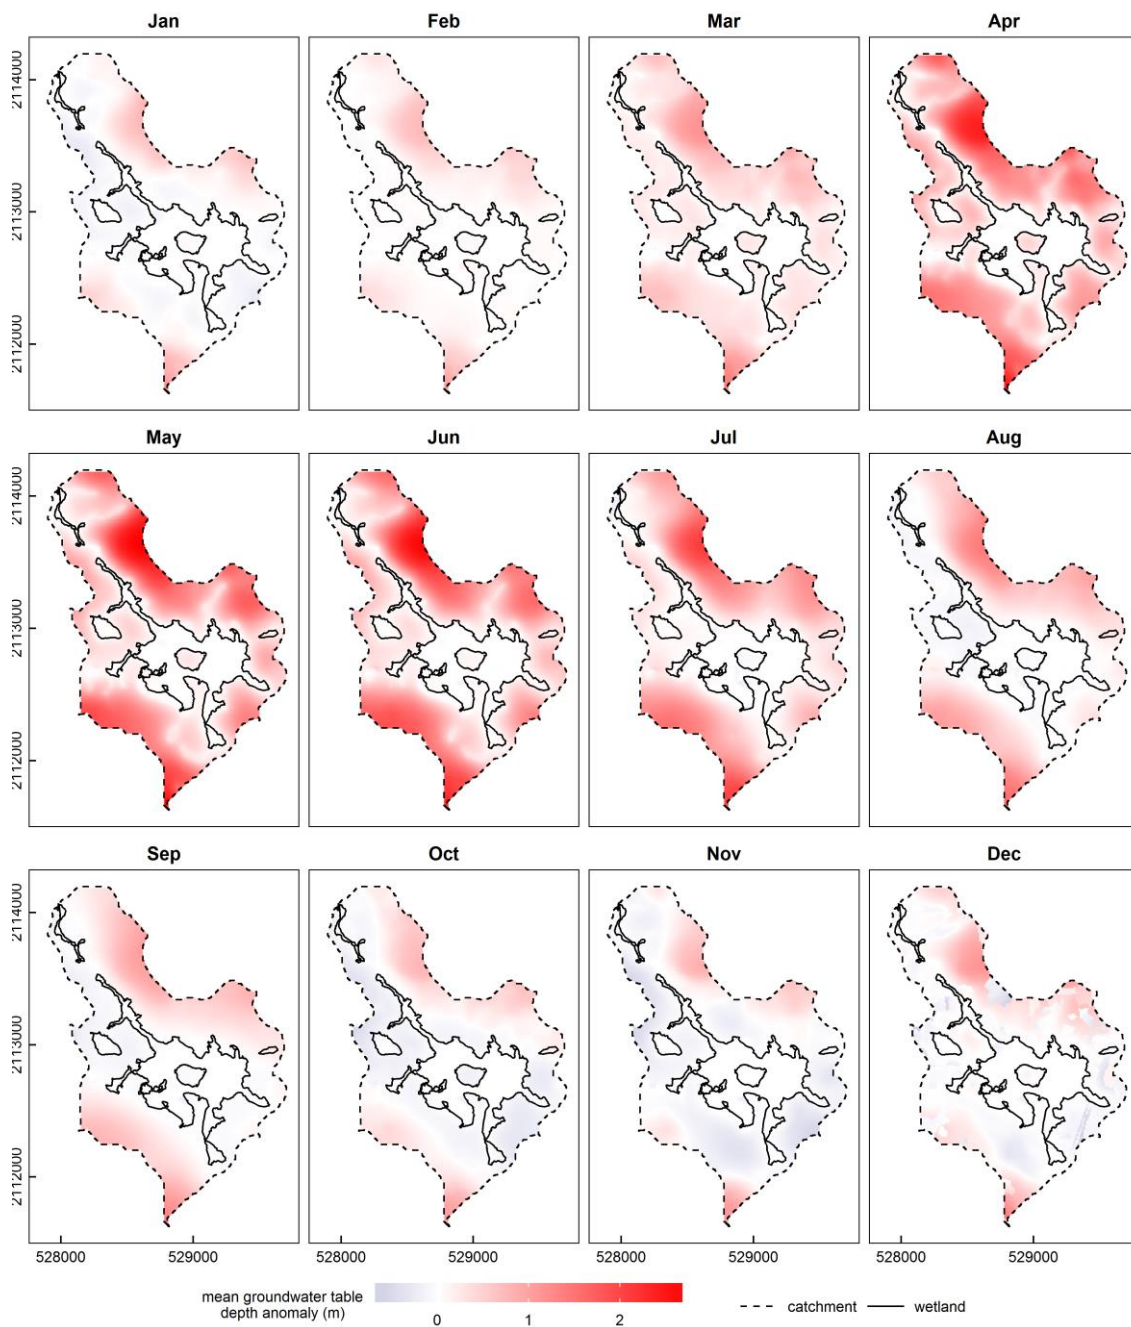 Jan Feb Mar Apr
2114000
2113000
2112000
May Jun Jul Aug
2114000
2113000
2112000
Sep Oct Nov Dec
2114000
2113000
2112000
528000 529000 528000 529000 528000 529000 528000 529000
mean groundwater table
depth anomaly (m)
0 1 2
catchment wetland